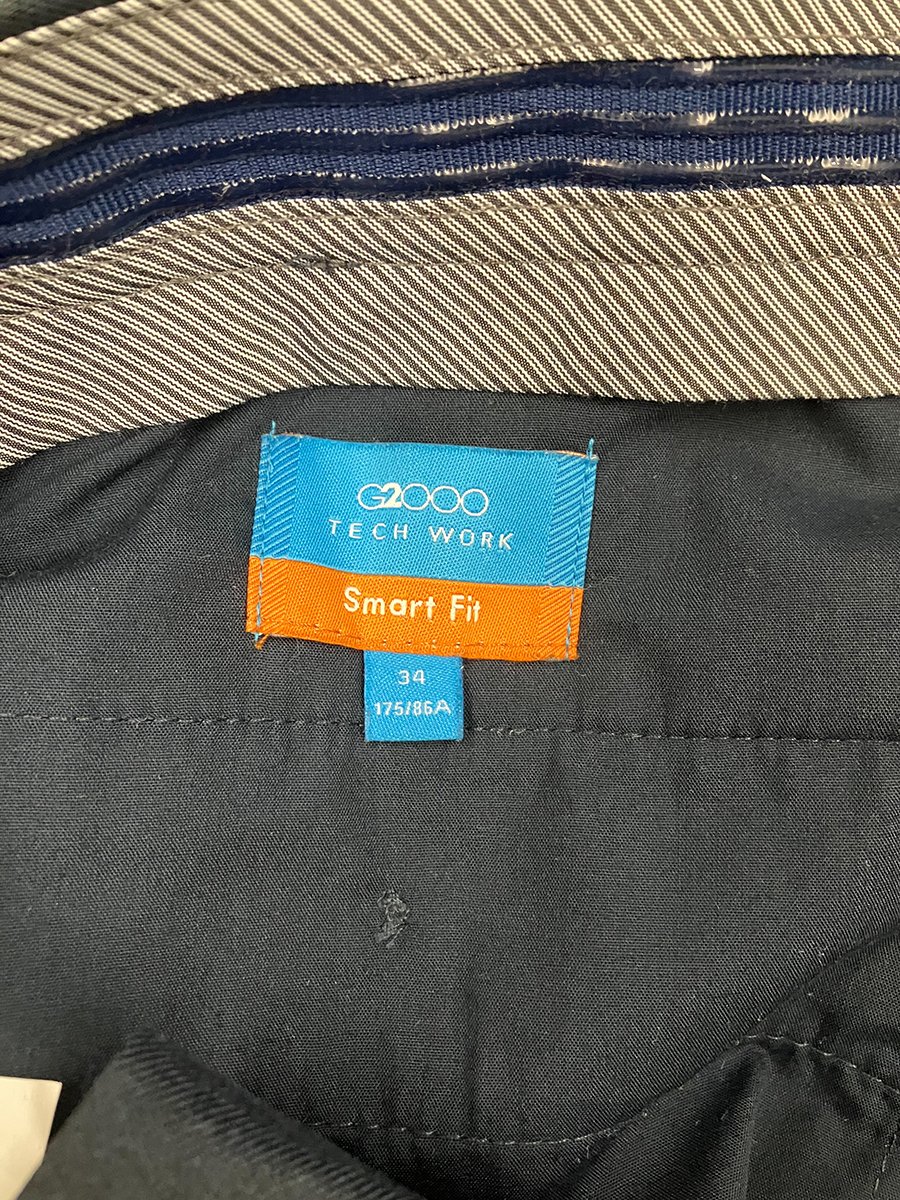 G2000
TECH WORK
Smart Fit
34
175/86A